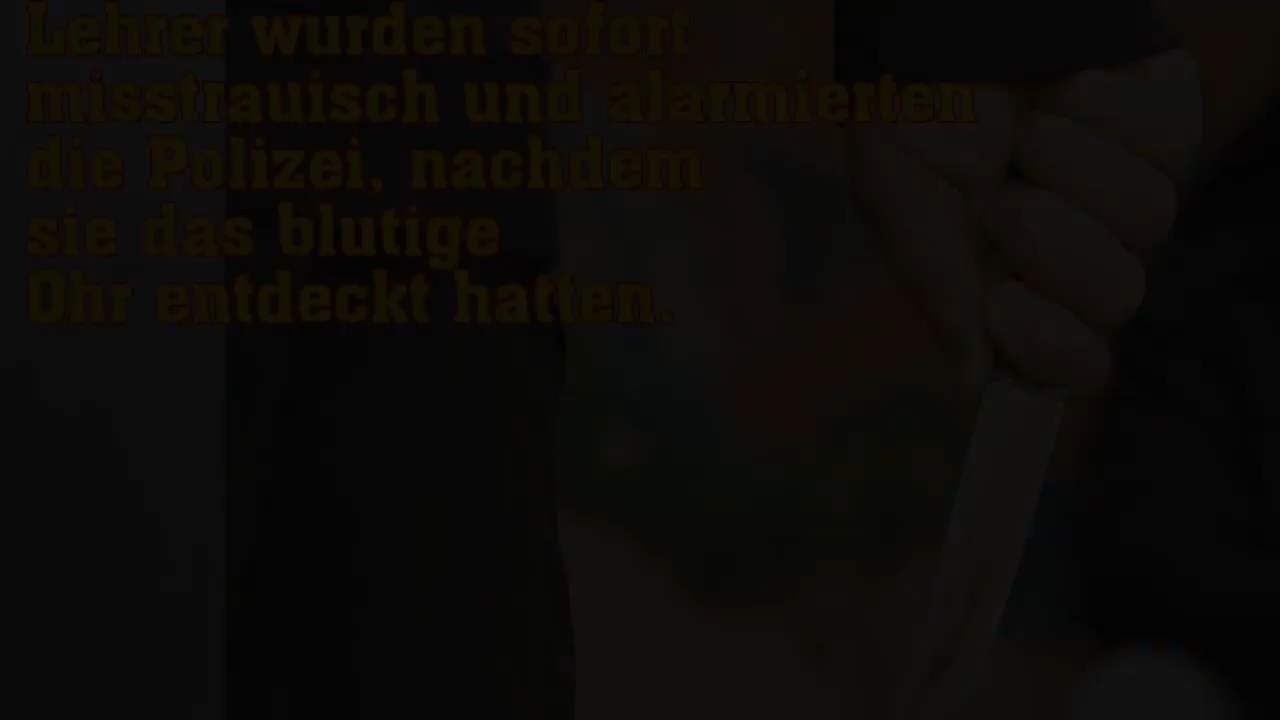 Lehrer wurden sofort
misstrauisch und alarmierten
die Polizei, nachdem
sie das blutige
Ohr entdeckt hatten.